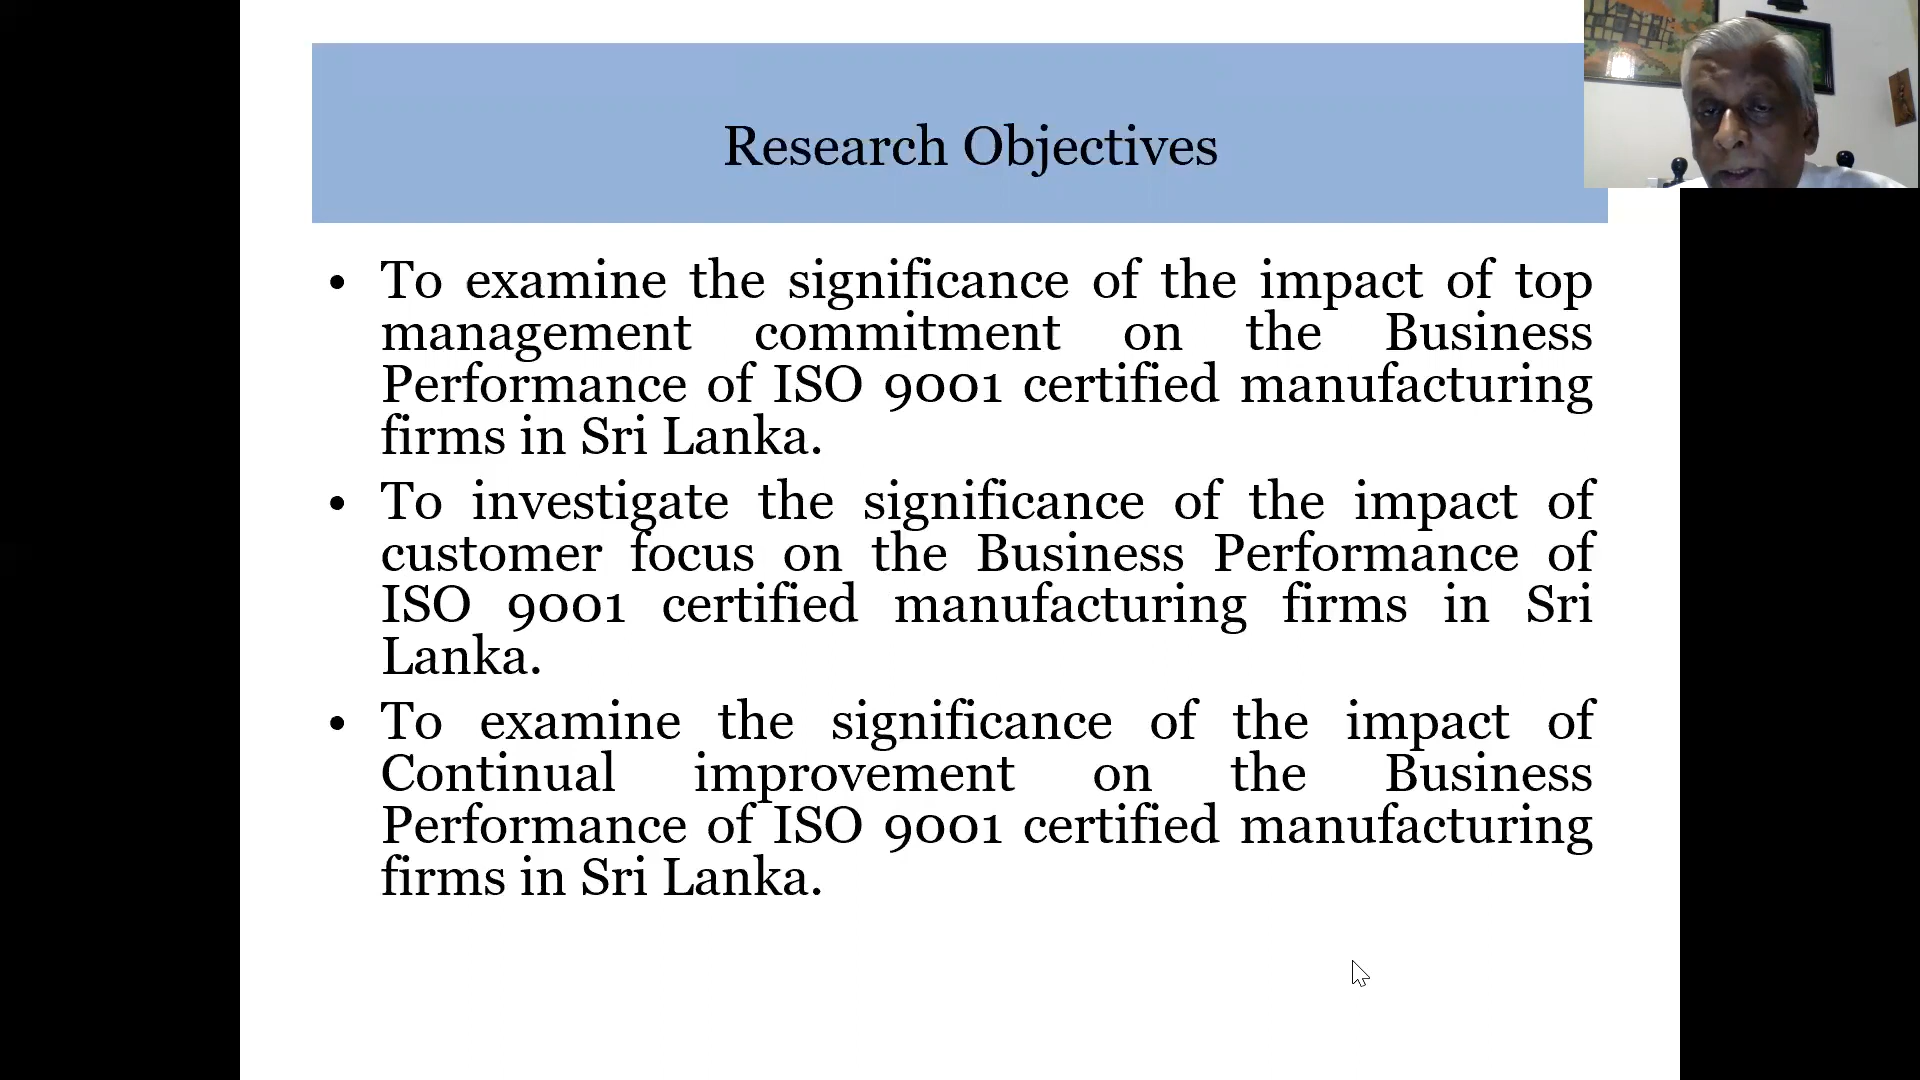 Research Objectives
• To examine the significance of the impact of top
management commitment on the Business
Performance of ISO 9001 certified manufacturing
firms in Sri Lanka.
• To investigate the significance of the impact of
customer focus on the Business Performance of
ISO 9001 certified manufacturing firms in Sri
Lanka.
• To examine the significance of the impact of
Continual improvement on the Business
Performance of ISO 9001 certified manufacturing
firms in Sri Lanka.